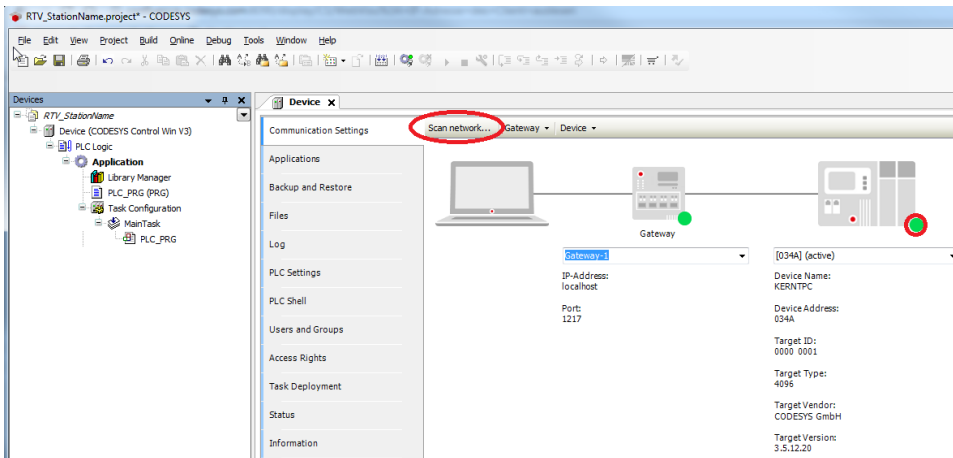 RTV_StationName.project* - CODESYS
File Edit View Project Build Online Debug Tools Window Help
Devices
Device
RTV_StationName
Device (CODESYS Control Win V3)
PLC Logic
Application
Library Manager
PLC_PRG (PRG)
Task Configuration
MainTask
PLC_PRG
Communication Settings
Applications
Backup and Restore
Files
Log
PLC Settings
PLC Shell
Users and Groups
Access Rights
Task Deployment
Status
Information
Scan network... Gateway Device
Gateway
Gateway-1
IP-Address:
localhost
Port:
1217
[034A] (active)
Device Name:
KERNTPC
Device Address:
034A
Target ID:
0000 0001
Target Type:
4096
Target Vendor:
CODESYS GmbH
Target Version:
3.5.12.20